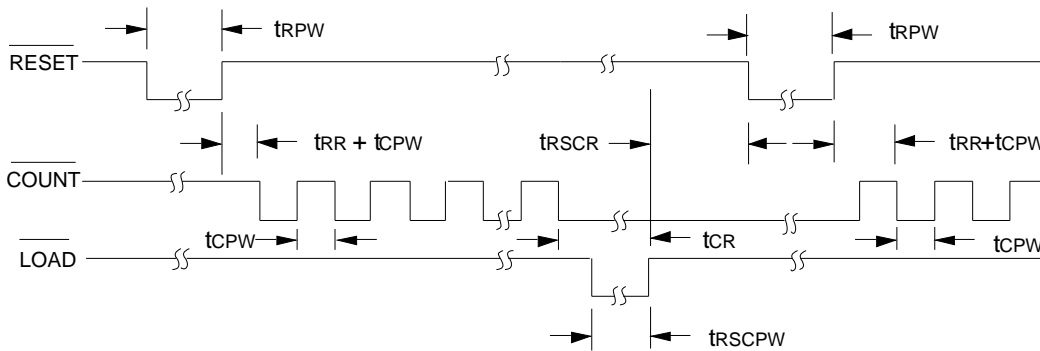 tRPW
tRPW
RESET
tRR + tCPW
tRSCR
tRR+tCPW
COUNT
tCPW
tCR
tCPW
LOAD
tRSCPW